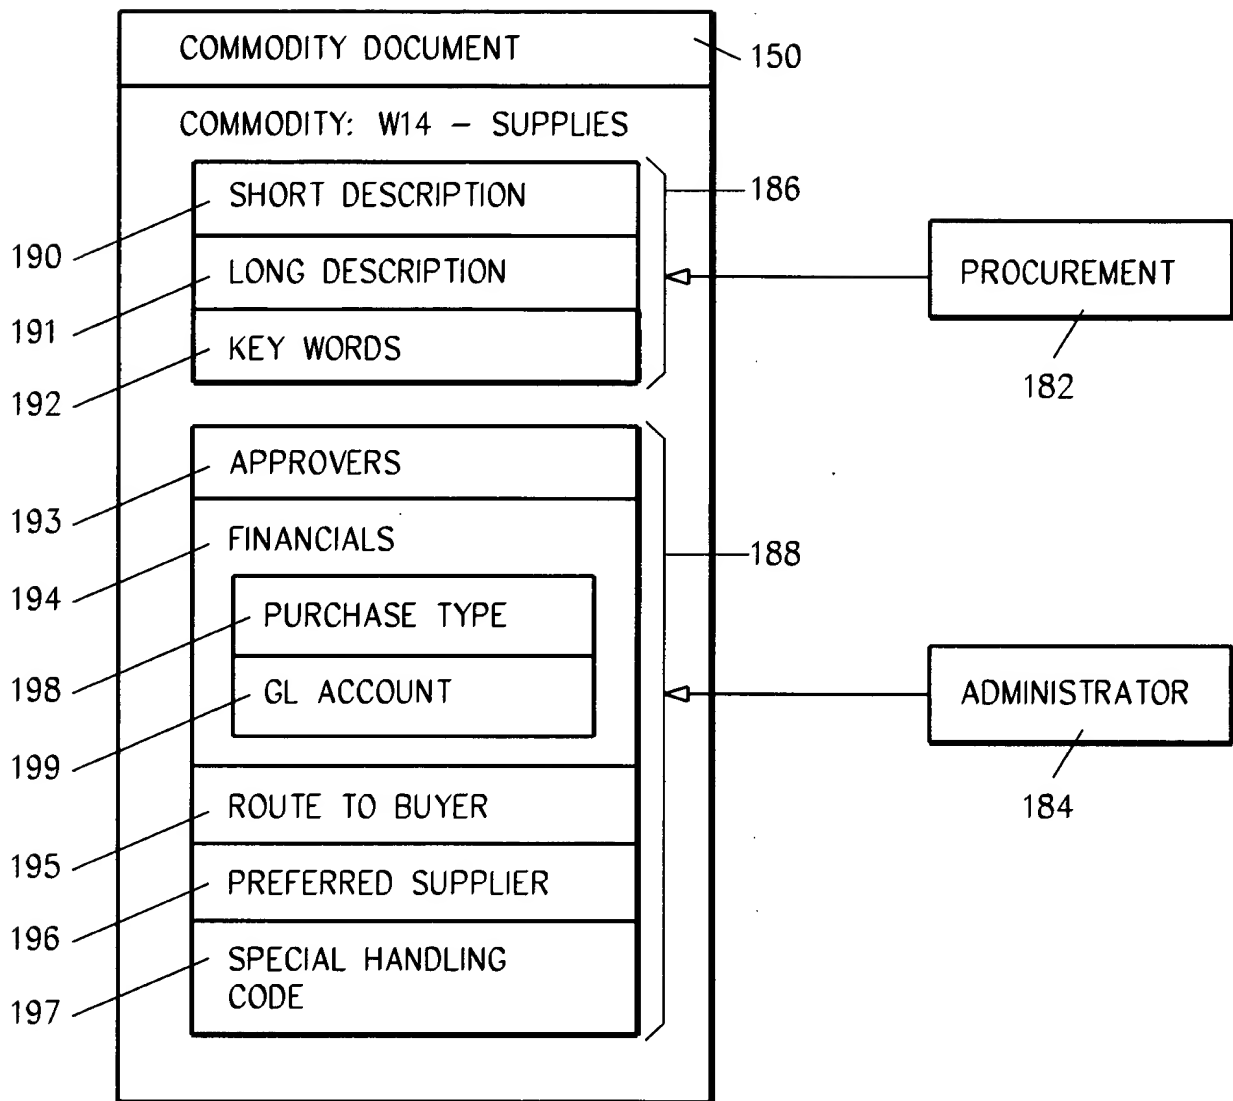 COMMODITY DOCUMENT
150
COMMODITY: W14 - SUPPLIES
SHORT DESCRIPTION
186
190
LONG DESCRIPTION
PROCUREMENT
191
KEY WORDS
182
192
APPROVERS
193
FINANCIALS
188
194
PURCHASE TYPE
198
GL ACCOUNT
ADMINISTRATOR
199
ROUTE TO BUYER
184
195
PREFERRED SUPPLIER
196
SPECIAL HANDLING
CODE
197